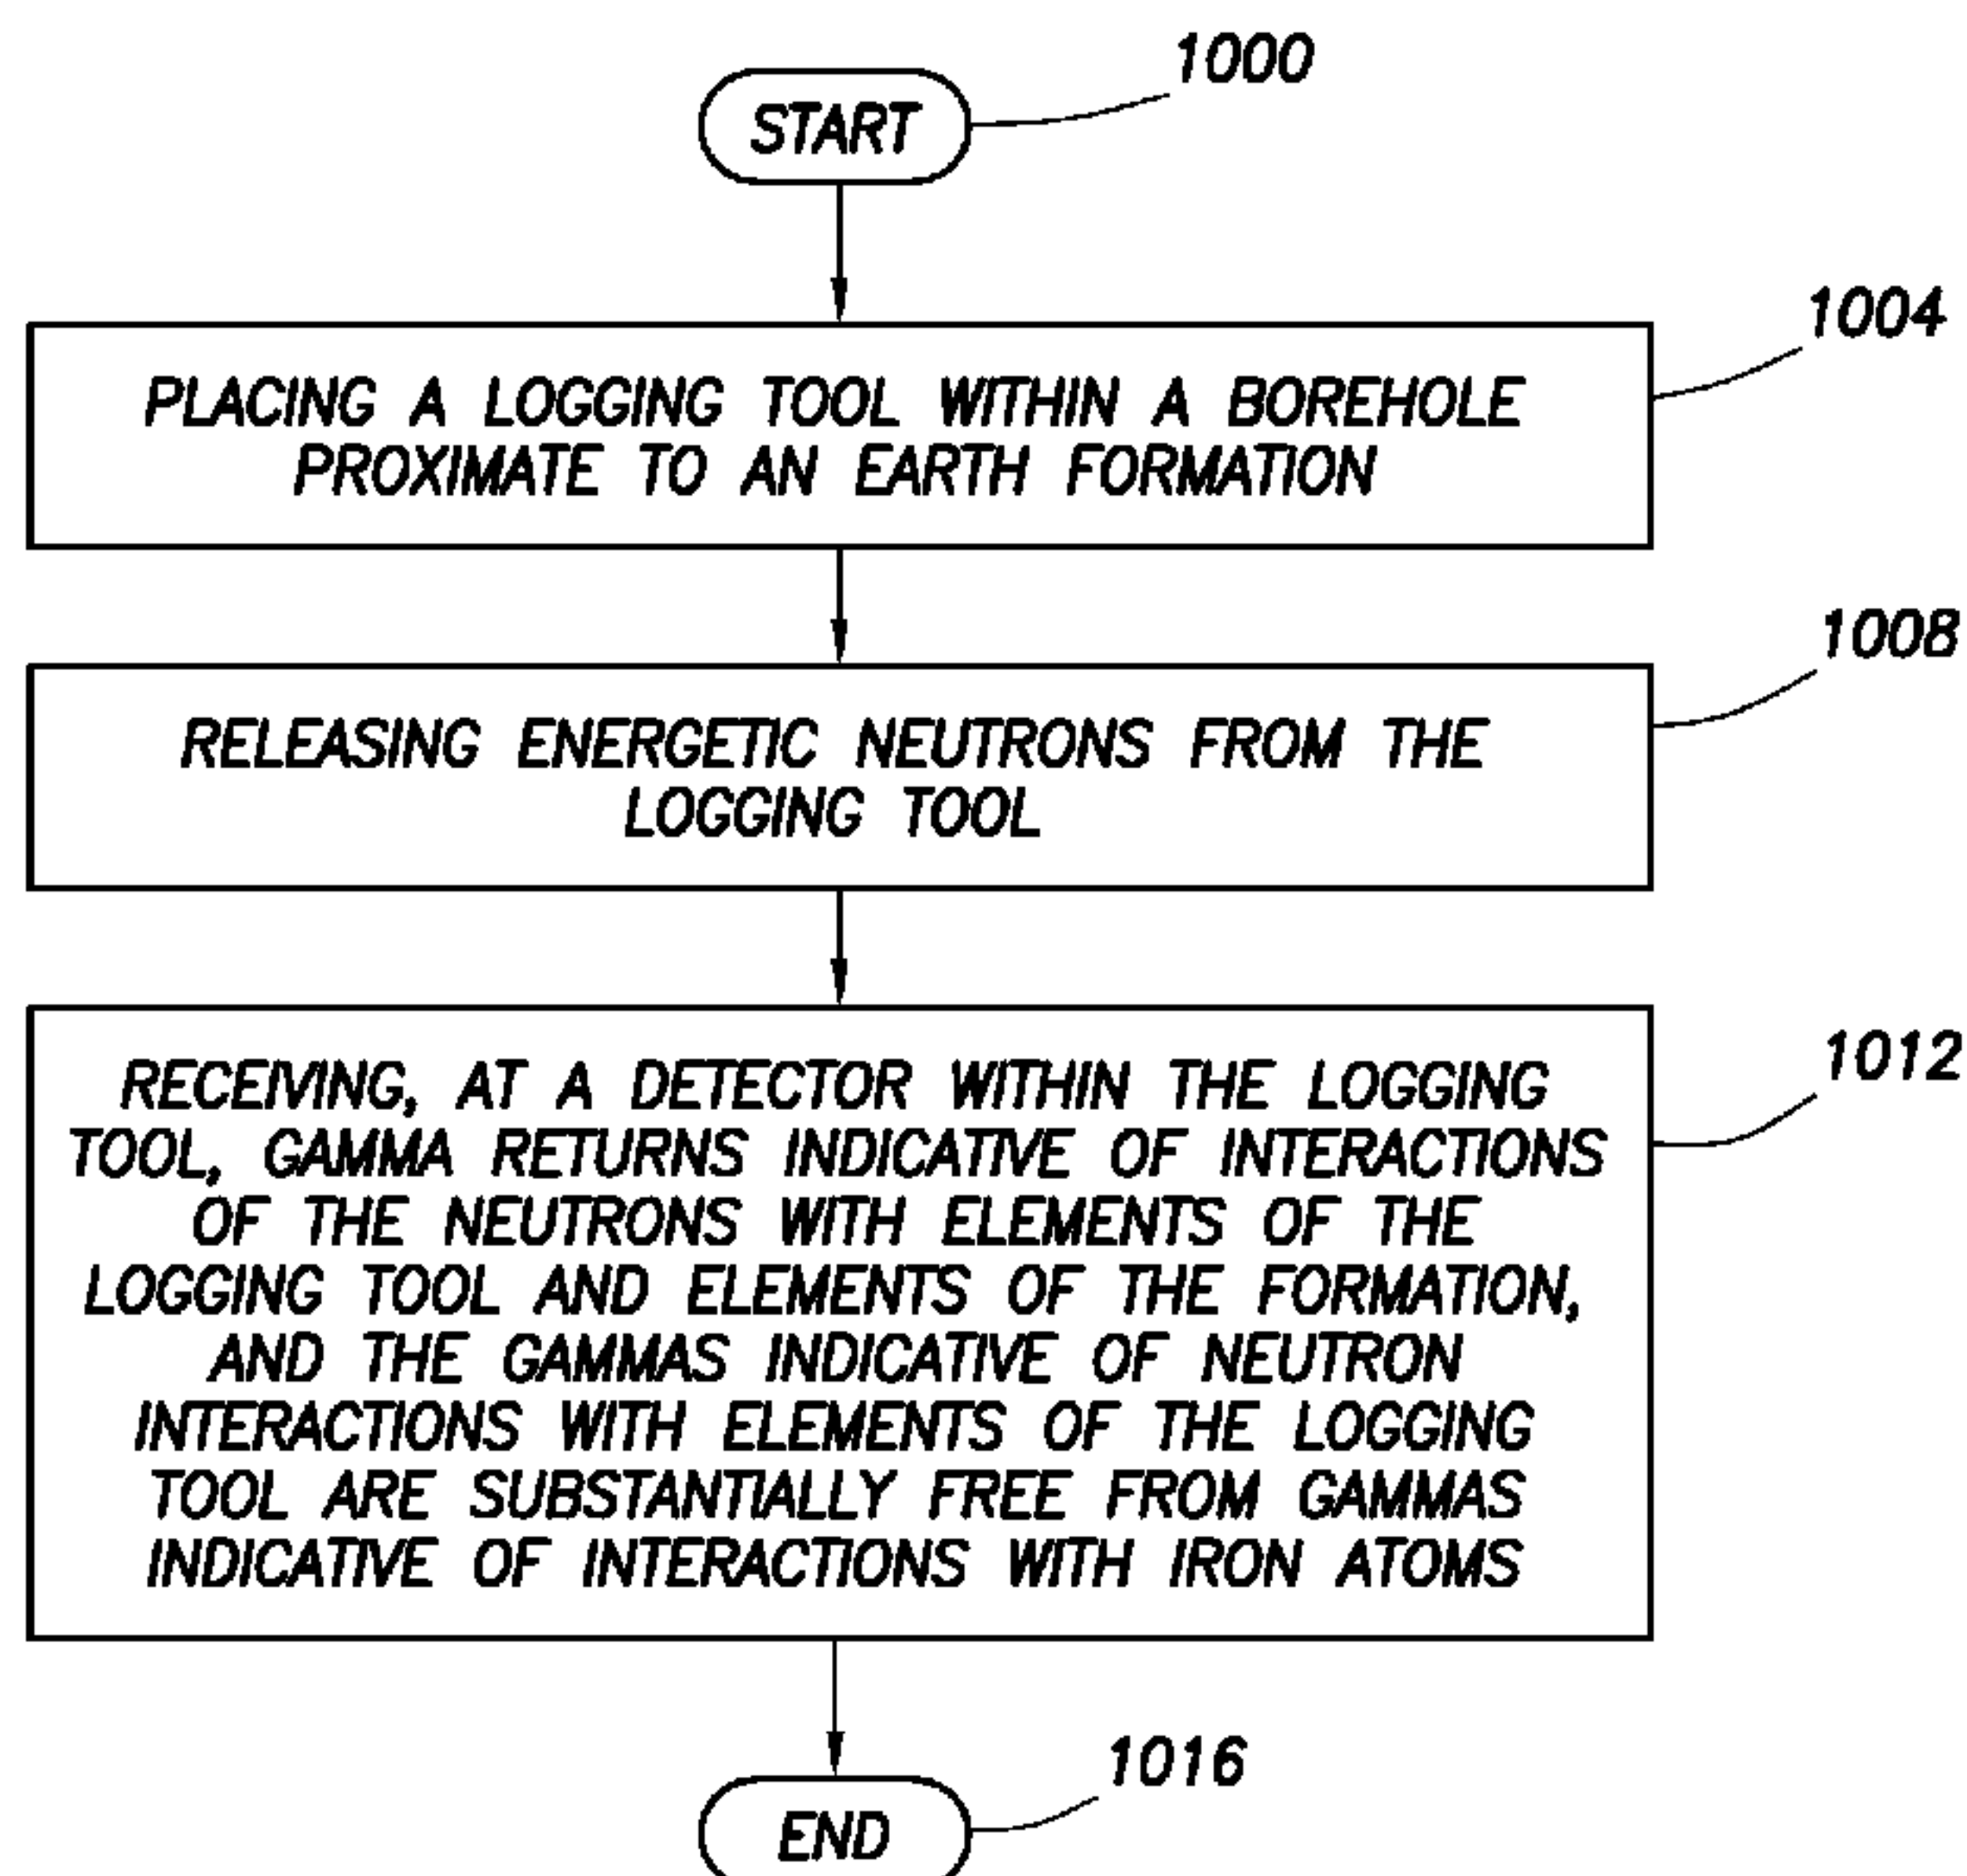 1000
START
1004
PLACING A LOGGING TOOL WITHIN A BOREHOLE
PROXIMATE TO AN EARTH FORMATION
1008
RELEASING ENERGETIC NEUTRONS FROM THE
LOGGING TOOL
1012
RECEIVING, AT A DETECTOR WITHIN THE LOGGING
TOOL, GAMMA RETURNS INDICATIVE OF INTERACTIONS
OF THE NEUTRONS WITH ELEMENTS OF THE
LOGGING TOOL AND ELEMENTS OF THE FORMATION,
AND THE GAMMAS INDICATIVE OF NEUTRON
INTERACTIONS WITH ELEMENTS OF THE LOGGING
TOOL ARE SUBSTANTIALLY FREE FROM GAMMAS
INDICATIVE OF INTERACTIONS WITH IRON ATOMS
1016
END